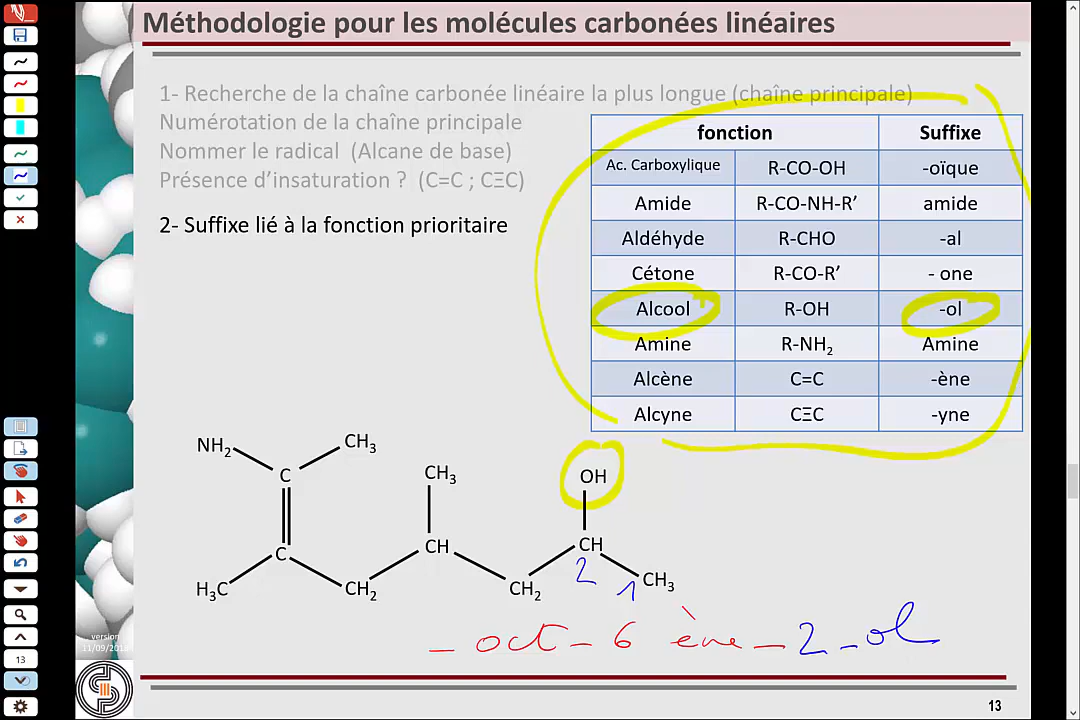 Méthodologie pour les molécules carbonées linéaires
1- Recherche de la chaîne carbonée linéaire la plus longue (chaîne principale)
Numérotation de la chaîne principale
Nommer le radical (Alcane de base)
Présence d’insaturation ? (C=C ; CΞC)
2- Suffixe lié à la fonction prioritaire
fonction Suffixe
Ac. Carboxylique R-CO-OH -oïque
Amide R-CO-NH-R’ amide
Aldéhyde R-CHO -al
Cétone R-CO-R’ - one
Alcool R-OH -ol
Amine R-NH₂ Amine
Alcène C=C -ène
Alcyne CΞC -yne
NH₂ CH₃
C CH₃ OH
C CH CH
H₃C CH₂ CH₂ CH₃
2 1
_ oct _ 6 ène _ 2 _ ol
version
13
13